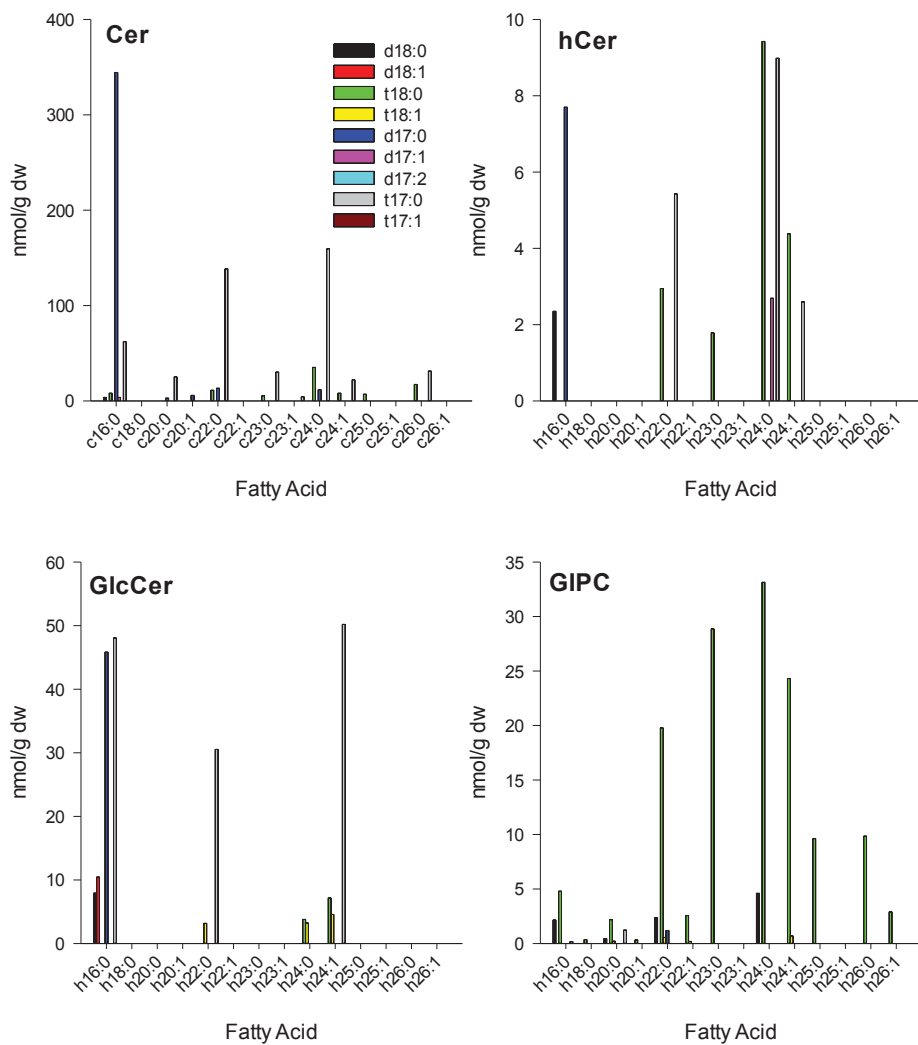 Cer
nmol/g dw
400
300
200
100
0
d18:0
d18:1
t18:0
t18:1
d17:0
d17:1
d17:2
t17:0
t17:1
c16:0
c18:0
c20:0
c20:1
c22:0
c22:1
c23:0
c23:1
c24:0
c24:1
c25:0
c25:1
c26:0
c26:1
Fatty Acid
hCer
nmol/g dw
10
8
6
4
2
0
h16:0
h18:0
h20:0
h20:1
h22:0
h22:1
h23:0
h23:1
h24:0
h24:1
h25:0
h25:1
h26:0
h26:1
Fatty Acid
GlcCer
nmol/g dw
60
50
40
30
20
10
0
h16:0
h18:0
h20:0
h20:1
h22:0
h22:1
h23:0
h23:1
h24:0
h24:1
h25:0
h25:1
h26:0
h26:1
Fatty Acid
GIPC
nmol/g dw
35
30
25
20
15
10
5
0
h16:0
h18:0
h20:0
h20:1
h22:0
h22:1
h23:0
h23:1
h24:0
h24:1
h25:0
h25:1
h26:0
h26:1
Fatty Acid